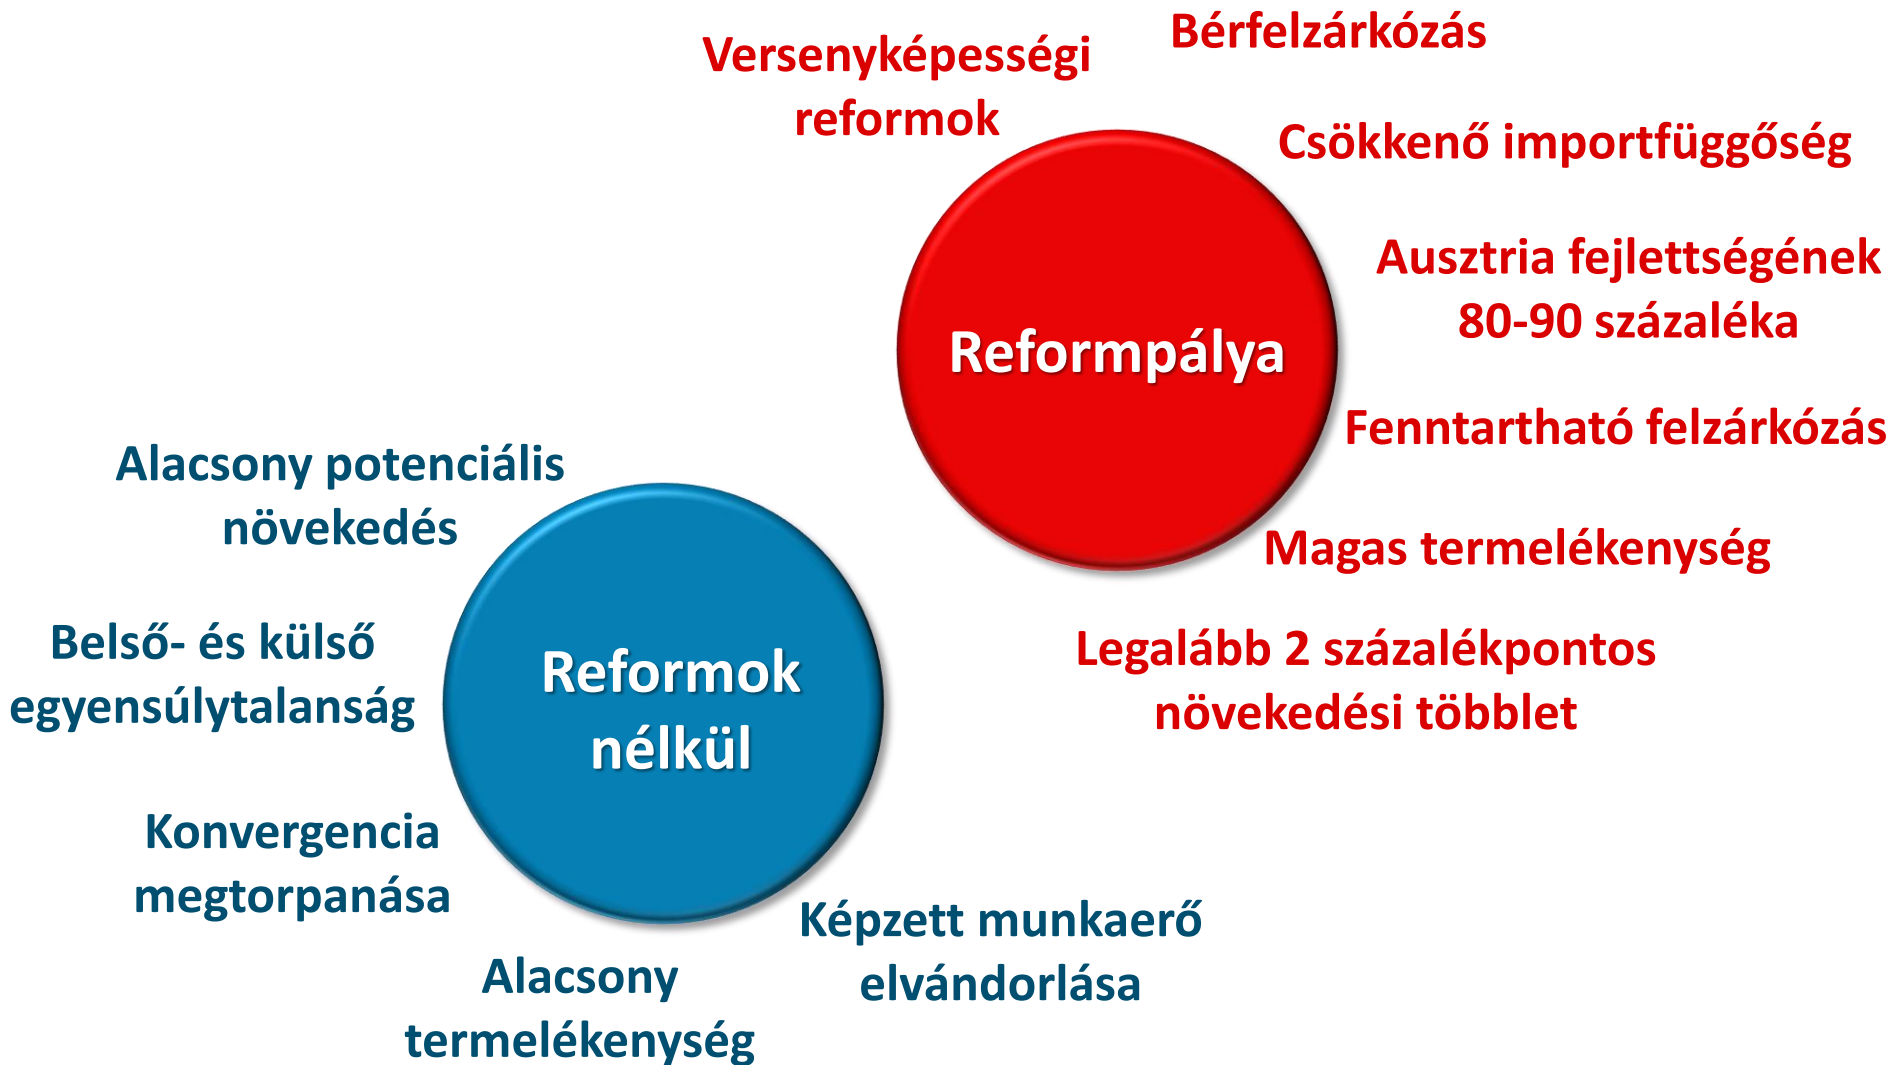 Versenyképességi
reformok
Bérfelzárkózás
Csökkenő importfüggőség
Ausztria fejlettségének
80-90 százaléka
Reformpálya
Fenntartható felzárkózás
Magas termelékenység
Legalább 2 százalékpontos
növekedési többlet
Alacsony potenciális
növekedés
Belső- és külső
egyensúlytalanság
Reformok
nélkül
Konvergencia
megtorpanása
Alacsony
termelékenység
Képzett munkaerő
elvándorlása